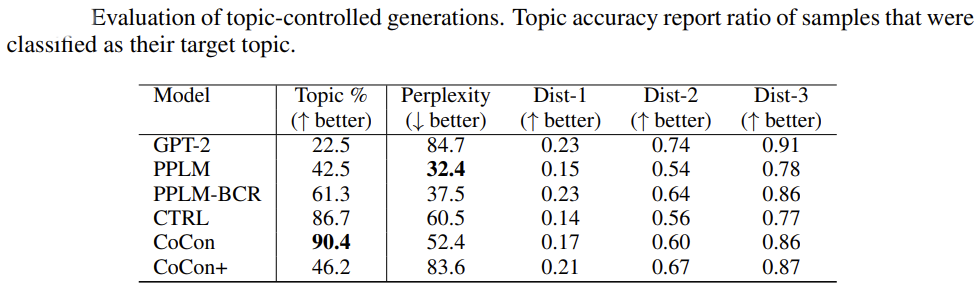 Evaluation of topic-controlled generations. Topic accuracy report ratio of samples that were
classified as their target topic.
Model Topic % Perplexity Dist-1 Dist-2 Dist-3
(↑ better) (↓ better) (↑ better) (↑ better) (↑ better)
GPT-2 22.5 84.7 0.23 0.74 0.91
PPLM 42.5 32.4 0.15 0.54 0.78
PPLM-BCR 61.3 37.5 0.23 0.64 0.86
CTRL 86.7 60.5 0.14 0.56 0.77
CoCon 90.4 52.4 0.17 0.60 0.86
CoCon+ 46.2 83.6 0.21 0.67 0.87